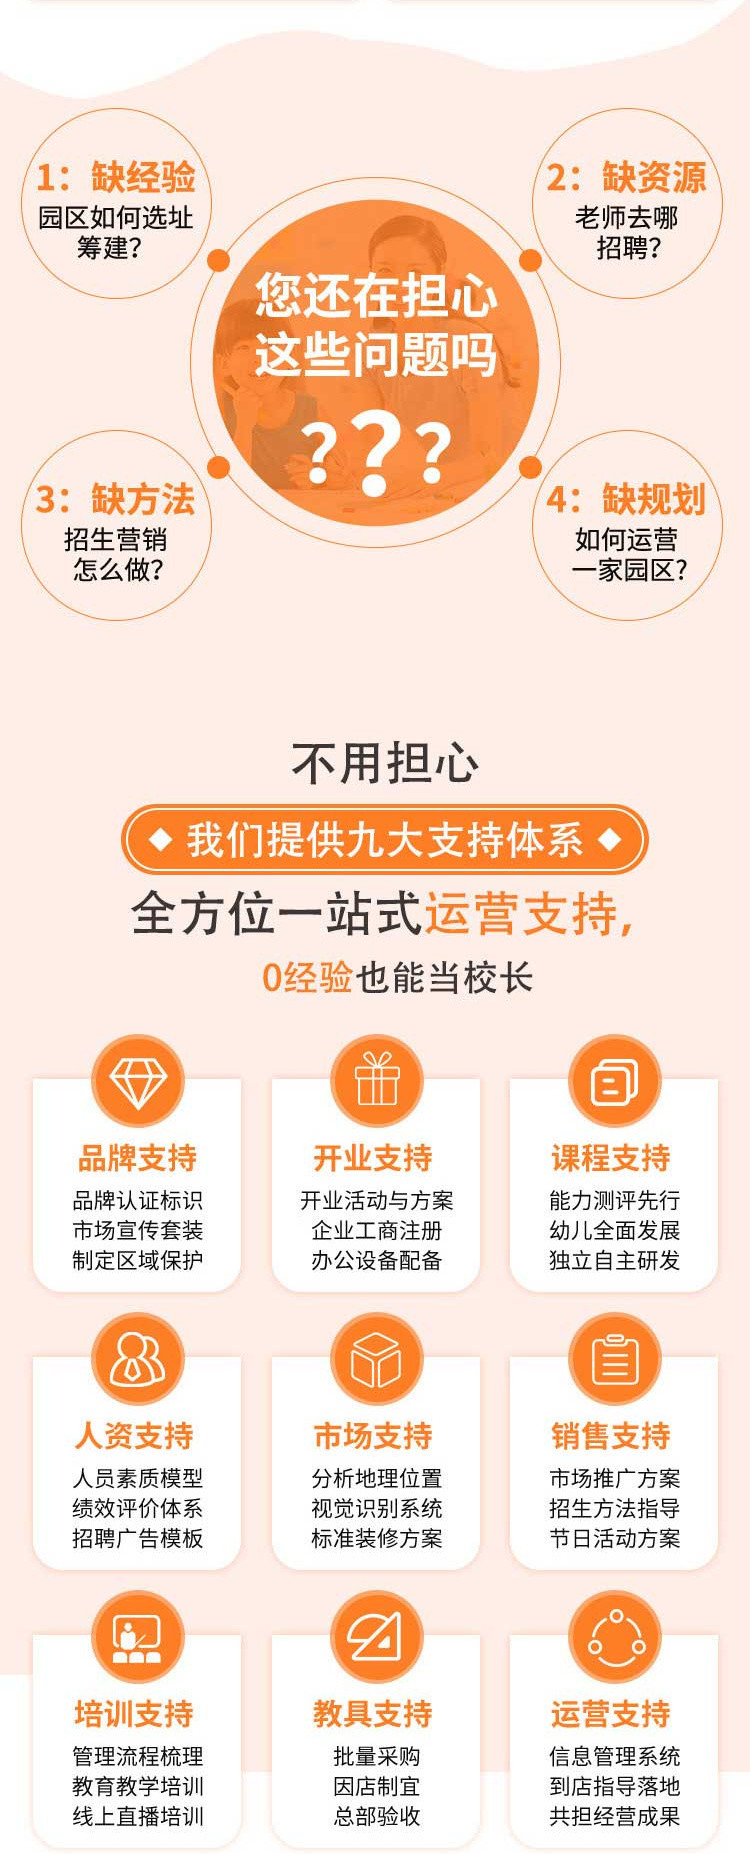 1：缺经验
园区如何选址
筹建？
2：缺资源
老师去哪
招聘？
您还在担心
这些问题吗
???
3：缺方法
招生营销
怎么做？
4：缺规划
如何运营
一家园区?
不用担心
我们提供九大支持体系
全方位一站式运营支持,
0经验也能当校长
品牌支持
品牌认证标识
市场宣传套装
制定区域保护
开业支持
开业活动与方案
企业工商注册
办公设备配备
课程支持
能力测评先行
幼儿全面发展
独立自主研发
人资支持
人员素质模型
绩效评价体系
招聘广告模板
市场支持
分析地理位置
视觉识别系统
标准装修方案
销售支持
市场推广方案
招生方法指导
节日活动方案
培训支持
管理流程梳理
教育教学培训
线上直播培训
教具支持
批量采购
因店制宜
总部验收
运营支持
信息管理系统
到店指导落地
共担经营成果